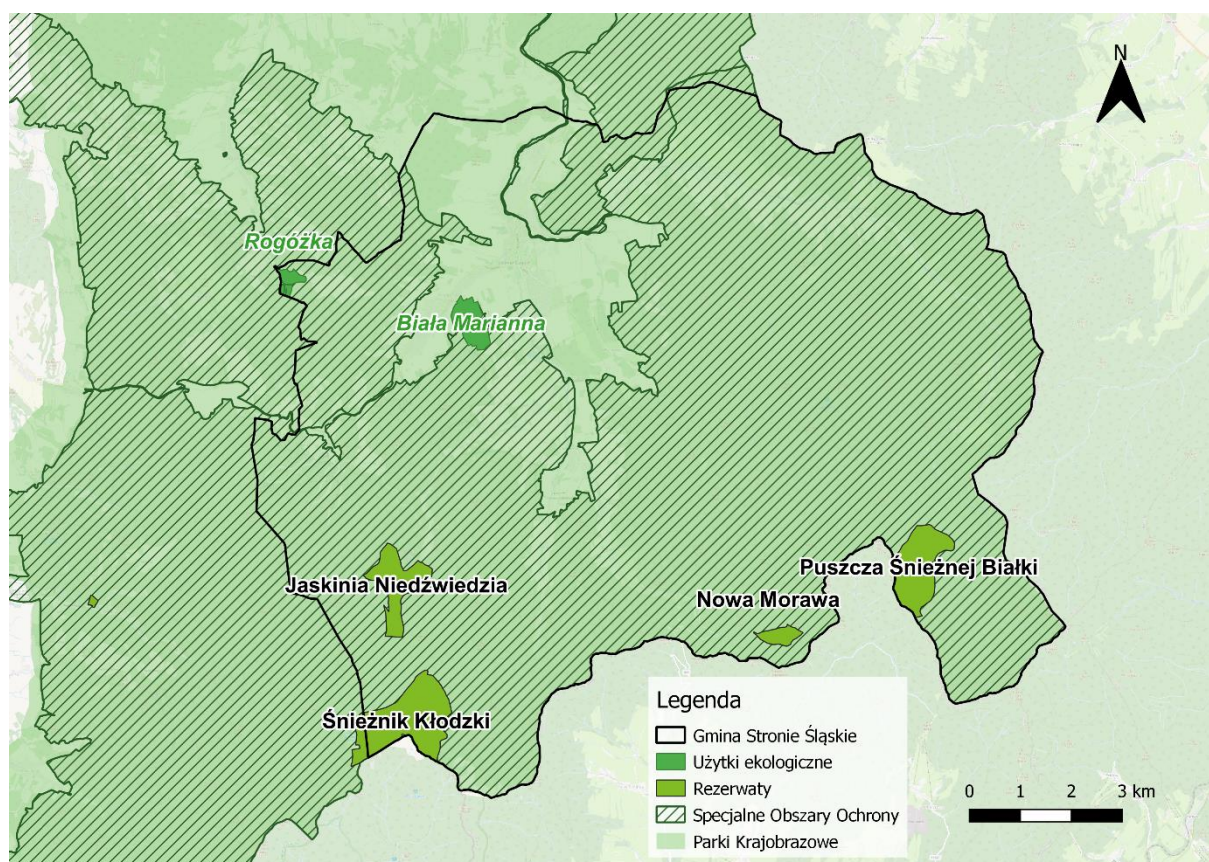 N
Rogóżka
Biała Marianna
Jaskinia Niedźwiedzia
Puszcza Śnieżnej Białki
Nowa Morawa
Śnieżnik Kłodzki
Legenda
Gmina Stronie Śląskie
Użytki ekologiczne
Rezerwaty
Specjalne Obszary Ochrony
Parki Krajobrazowe
0 1 2 3 km